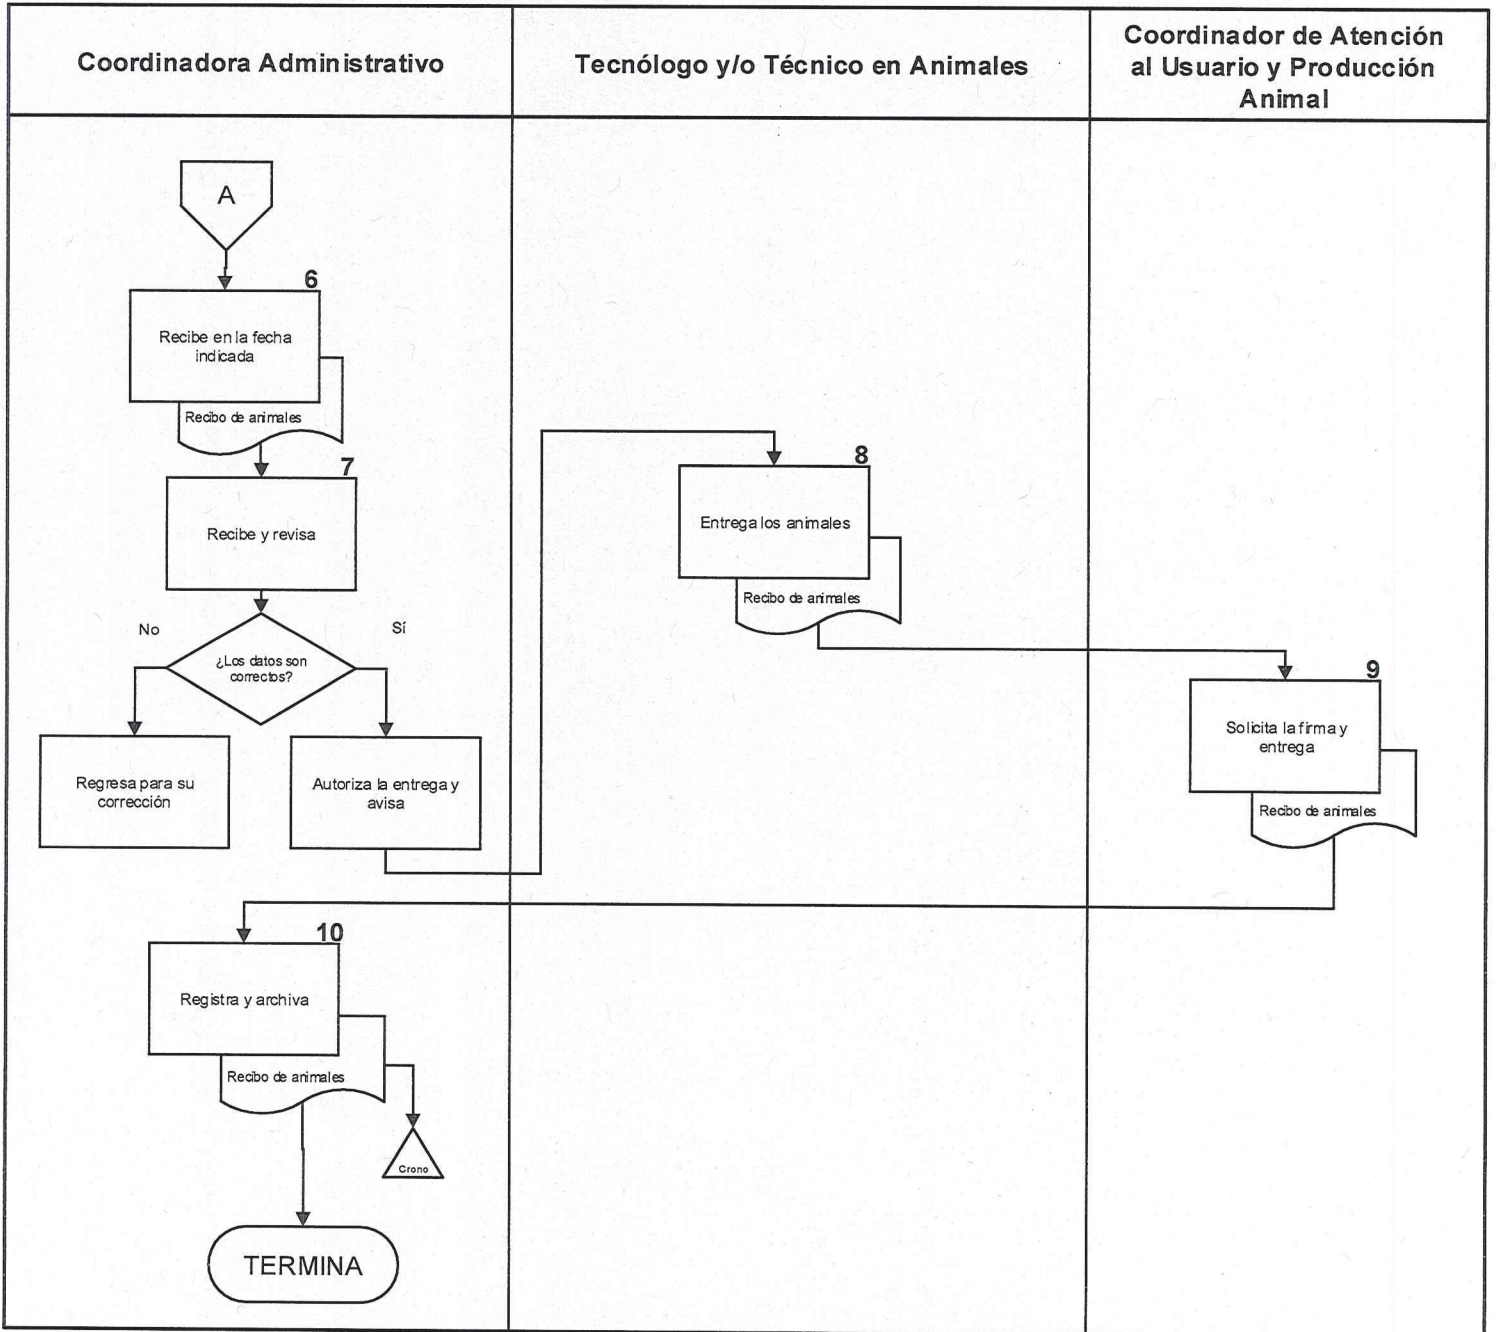 Coordinadora Administrativo
Tecnólogo y/o Técnico en Animales
Coordinador de Atención
al Usuario y Producción
Animal
A
6
Recibe en la fecha
indicada
Recibo de animales
7
Recibe y revisa
No
Sí
¿Los datos son
correctos?
Regresa para su
corrección
Autoriza la entrega y
avisa
8
Entrega los animales
Recibo de animales
9
Solicita la firma y
entrega
Recibo de animales
10
Registra y archiva
Recibo de animales
Crono
TERMINA